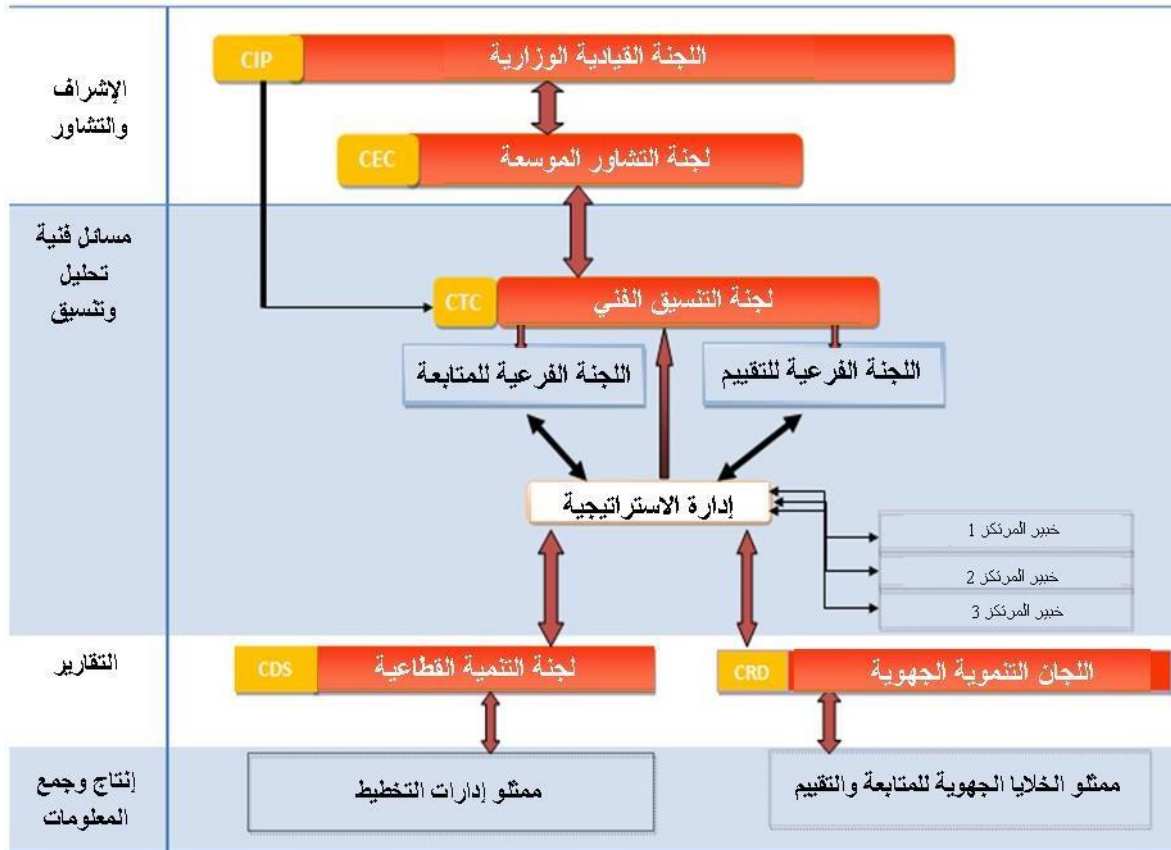 CIP
اللجنة القيادية الوزارية
الإشراف
والتشاور
CEC
لجنة التشاور الموسعة
مسائل فنية
تحليل
وتنسيق
CTC
لجنة التنسيق الفني
اللجنة الفرعية للتقييم
اللجنة الفرعية للمتابعة
إدارة الاستراتيجية
خبير المرتكز 1
خبير المرتكز 2
خبير المرتكز 3
التقارير
CRD
اللجان التنموية الجهوية
CDS
لجنة التنمية القطاعية
إنتاج وجمع
المعلومات
ممثلو الخلايا الجهوية للمتابعة والتقييم
ممثلو إدارات التخطيط